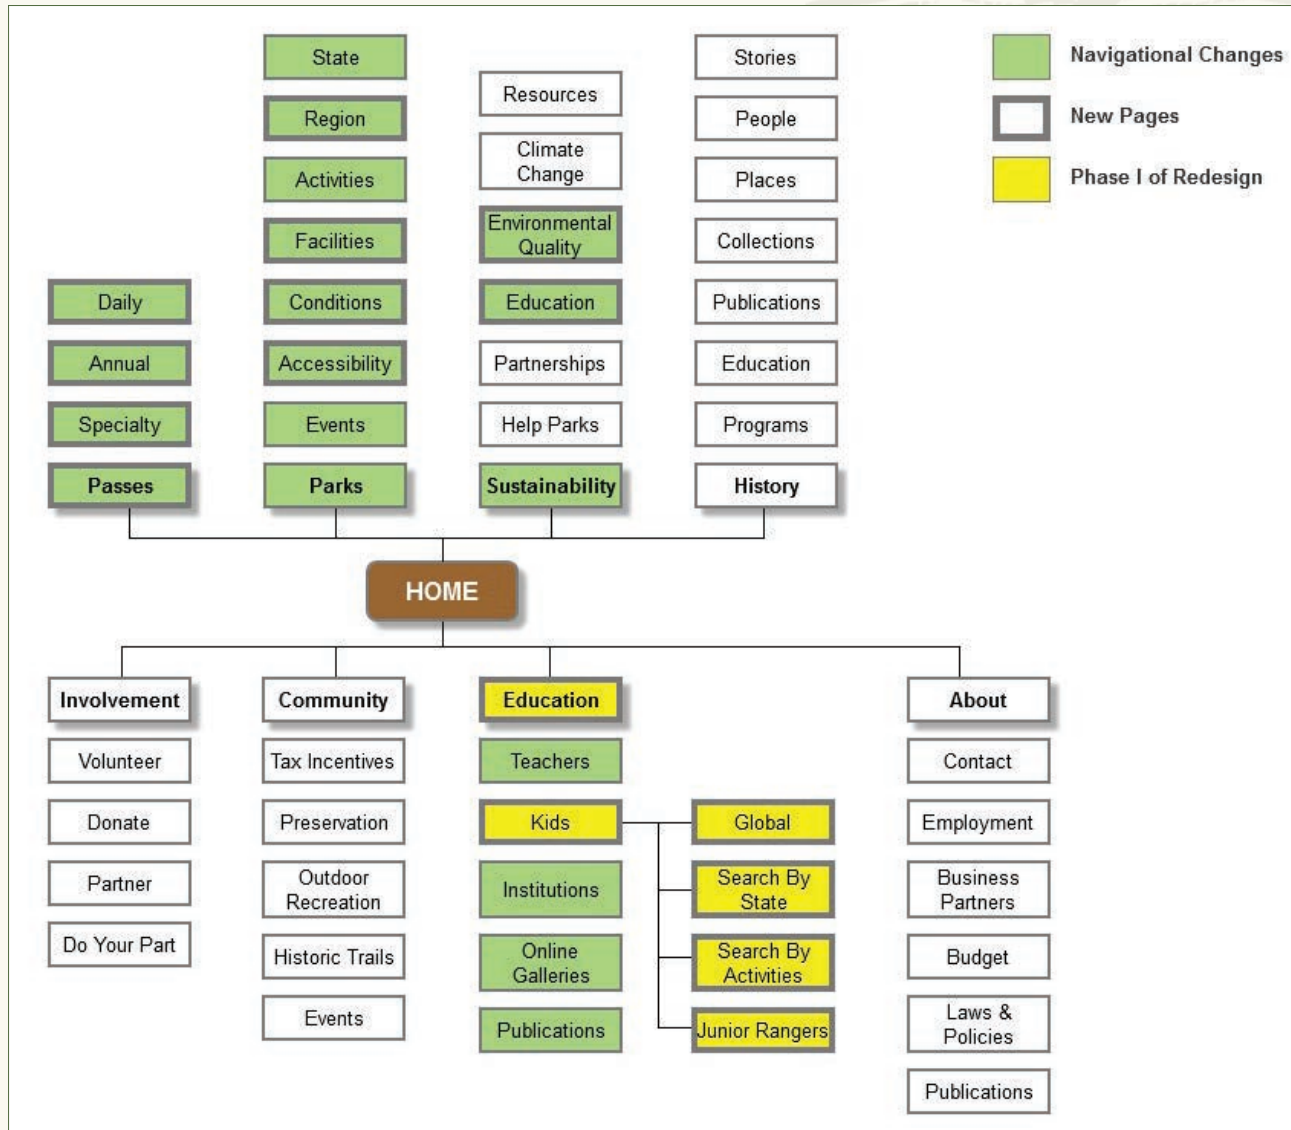 State
Region
Activities
Facilities
Conditions
Accessibility
Events
Parks
Daily
Annual
Specialty
Passes
Resources
Climate
Change
Environmental
Quality
Education
Partnerships
Help Parks
Sustainability
Stories
People
Places
Collections
Publications
Education
Programs
History
Navigational Changes
New Pages
Phase I of Redesign
HOME
Involvement
Volunteer
Donate
Partner
Do Your Part
Community
Tax Incentives
Preservation
Outdoor
Recreation
Historic Trails
Events
Education
Teachers
Kids
Institutions
Online
Galleries
Publications
Global
Search By
State
Search By
Activities
Junior Rangers
About
Contact
Employment
Business
Partners
Budget
Laws &
Policies
Publications